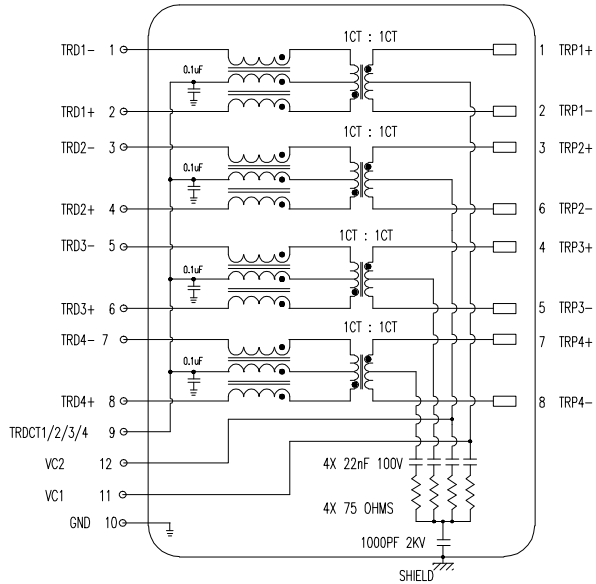 1CT : 1CT
TRD1- 1
1 TRP1+
0.1uF
TRD1+ 2
2 TRP1-
1CT : 1CT
TRD2- 3
3 TRP2+
0.1uF
TRD2+ 4
6 TRP2-
1CT : 1CT
TRD3- 5
4 TRP3+
0.1uF
TRD3+ 6
5 TRP3-
1CT : 1CT
TRD4- 7
7 TRP4+
0.1uF
TRD4+ 8
8 TRP4-
TRDCT1/2/3/4 9
VC2 12
4X 22nF 100V
VC1 11
4X 75 OHMS
GND 10
1000PF 2KV
SHIELD